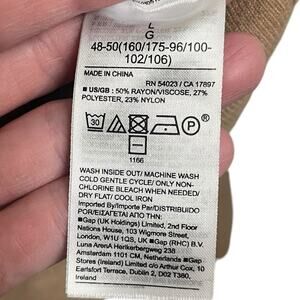 L
G
48-50(160/175-96/100-
102/106)
MADE IN CHINA
RN 54023 / CA 17897
■ US/GB : 50% RAYON/VISCOSE, 27%
POLYESTER, 23% NYLON
30
P
1166
WASH INSIDE OUT/ MACHINE WASH
COLD GENTLE CYCLE/ ONLY NON-
CHLORINE BLEACH WHEN NEEDED/
DRY FLAT/ COOL IRON
Imported By/Importe Par/DISTRIBUIDO
POR/ΕΙΣΑΓΕΤΑΙ ΑΠΟ ΤΗΝ:
■Gap (UK Holdings) Limited, 2nd Floor
Nations House, 103 Wigmore Street,
London, W1U 1QS, UK ■Gap (RHC) B.V.
Luna ArenA Herikerbergweg 238
Amsterdam 1101 CM, Netherlands ■Gap
Stores (Ireland) Limited c/o Arthur Cox, 10
Earlsfort Terrace, Dublin 2, D02 T380,
Ireland